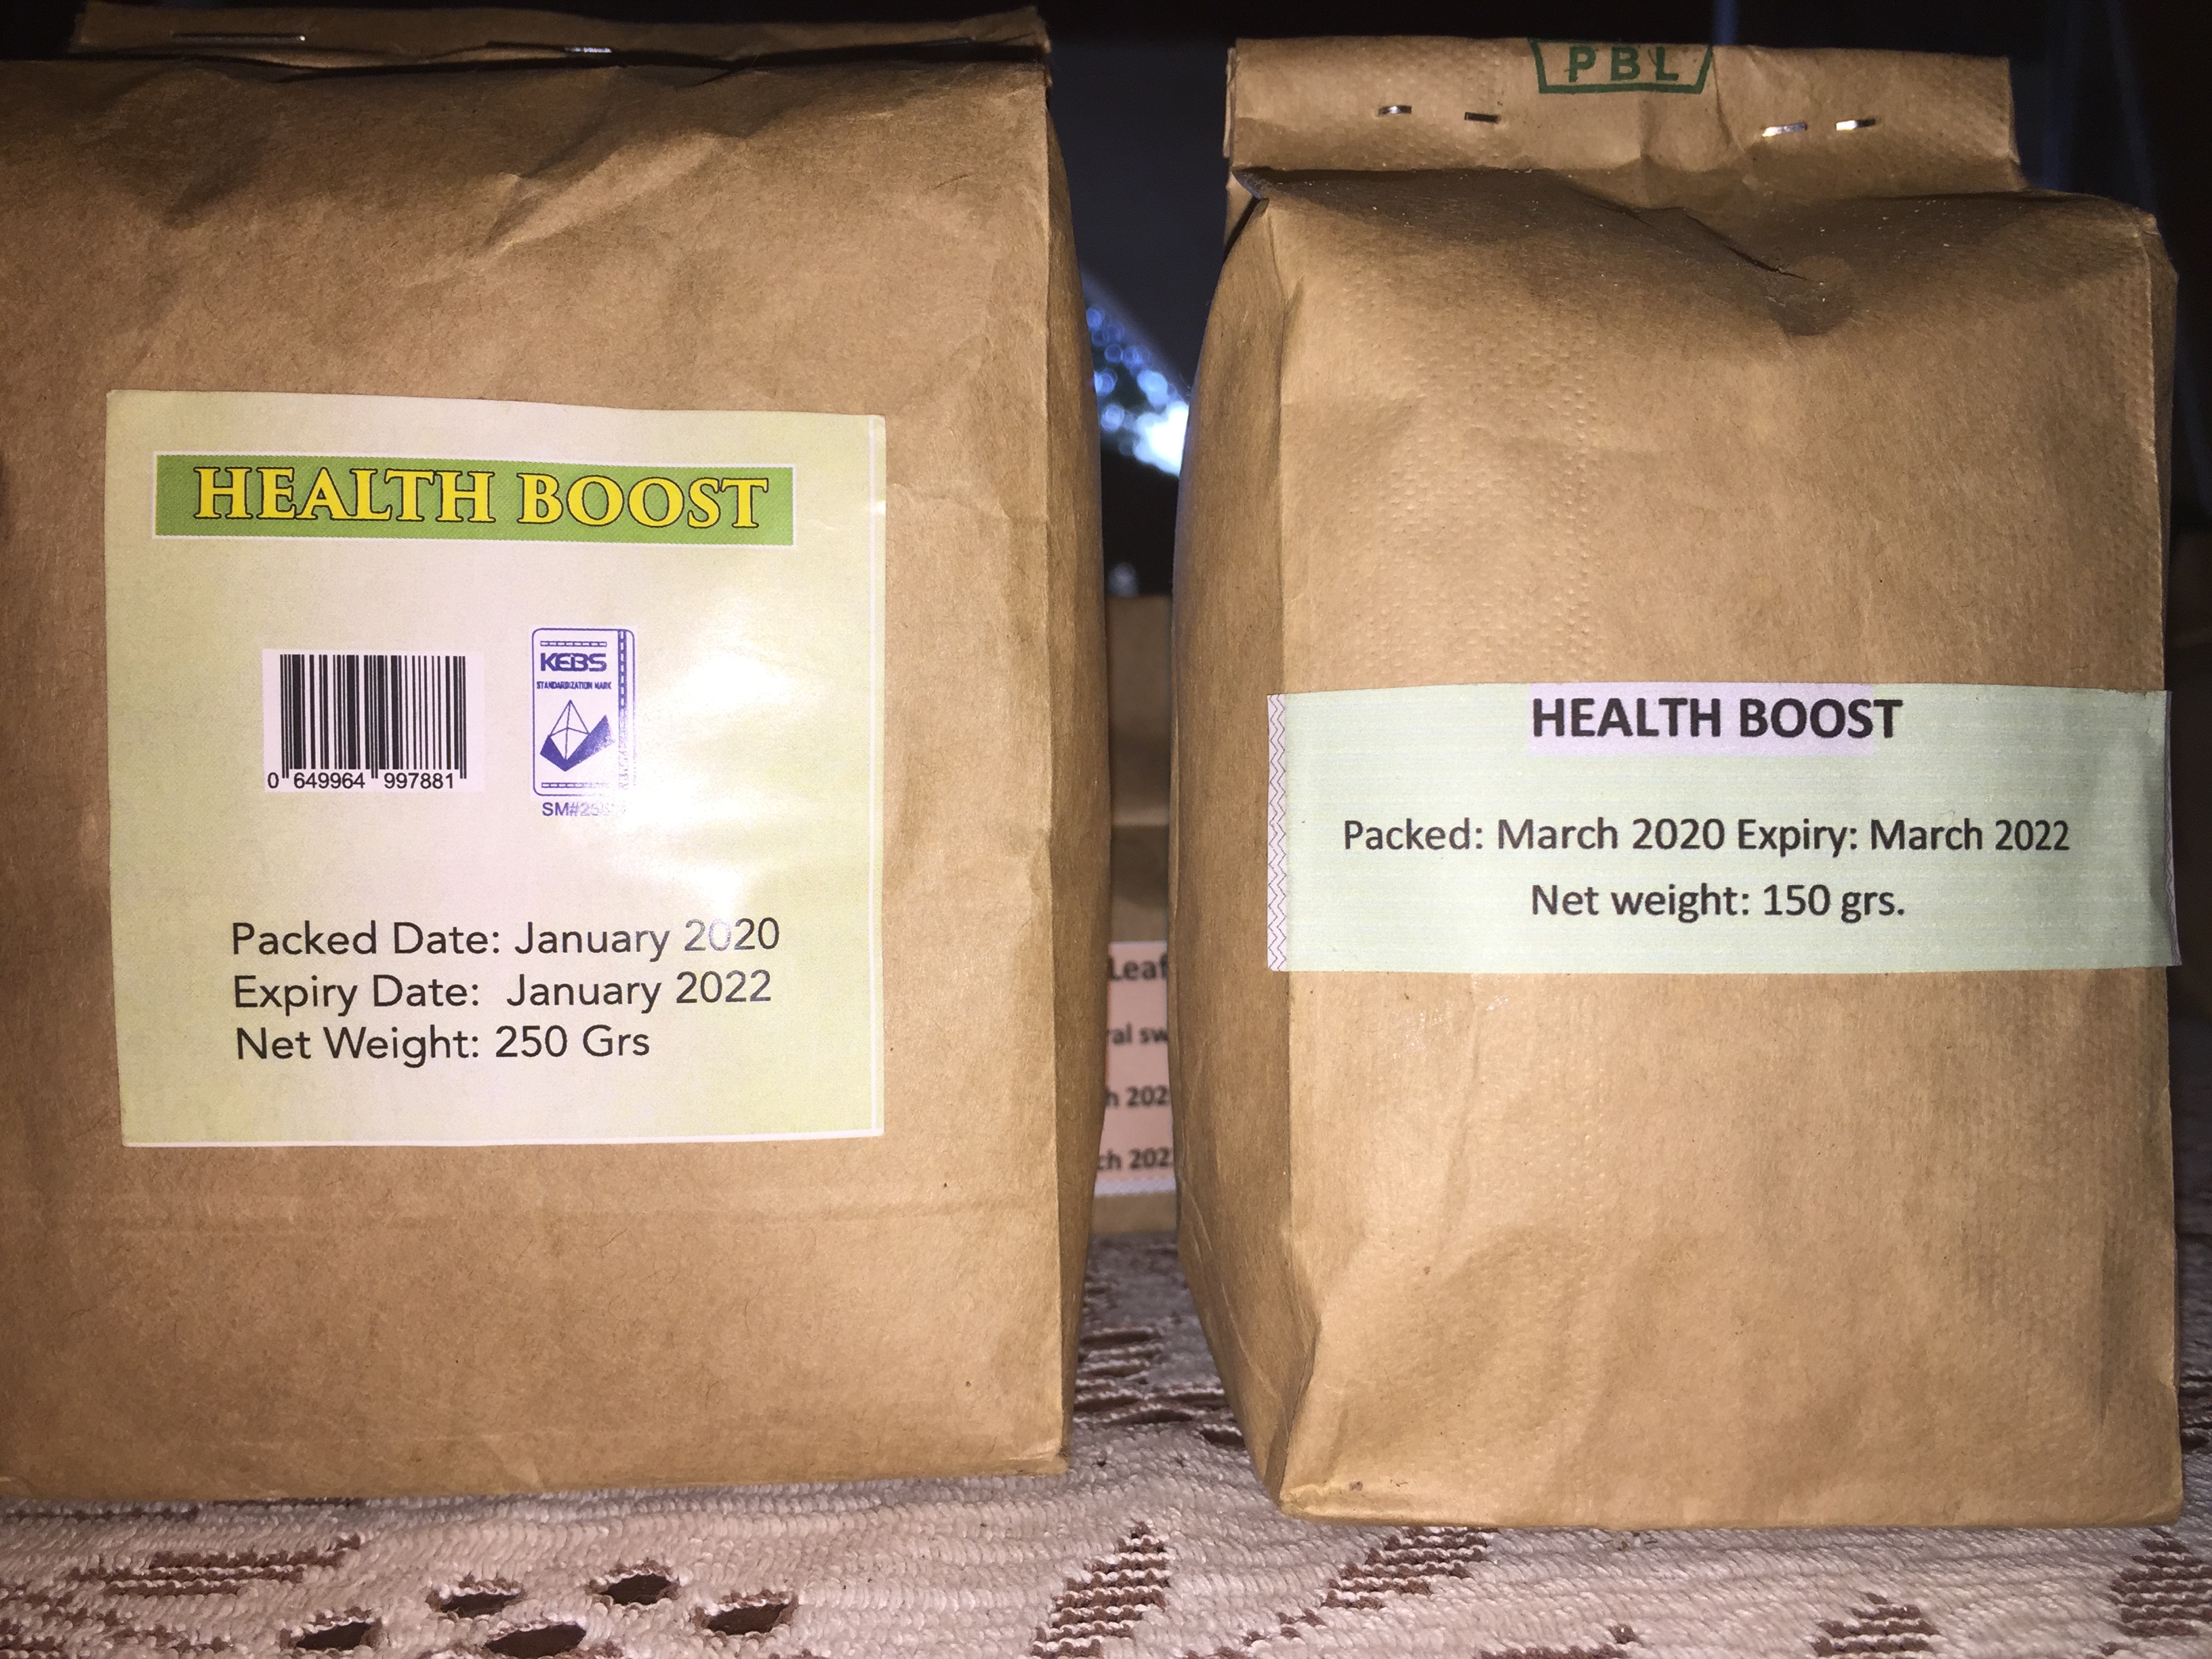 HEALTH BOOST
KEBS
STANDARDIZATION MARK
0 649964 997881
Packed Date: January 2020
Expiry Date: January 2022
Net Weight: 250 Grs
PBL
HEALTH BOOST
Packed: March 2020 Expiry: March 2022
Net weight: 150 grs.
Leaf